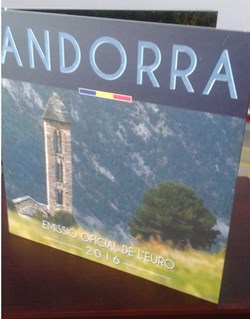 ANDORRA
EMISSIÓ OFICIAL DE L'EURO
2016